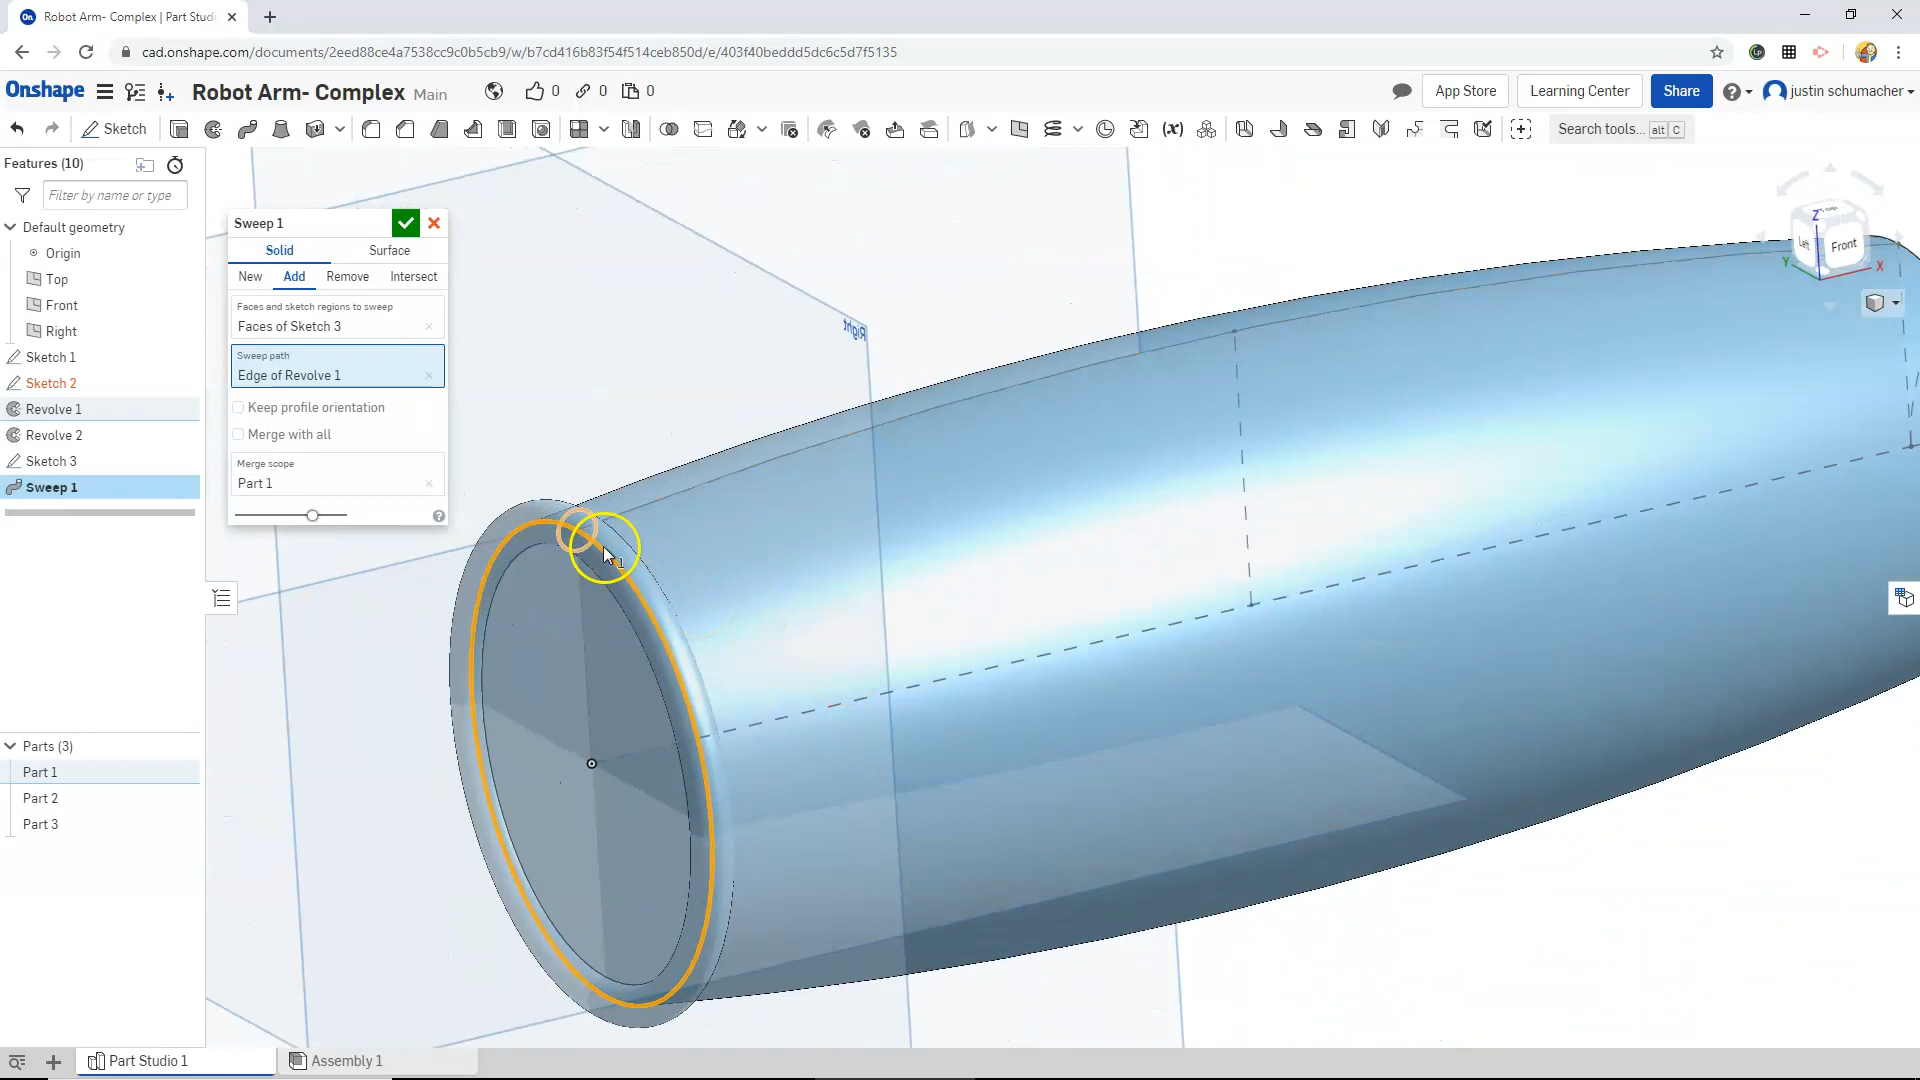 Robot Arm- Complex | Part Studi
cad.onshape.com/documents/2eed88ce4a7538cc9c0b5cb9/w/b7cd416b83f54f514ceb850d/e/403f40beddd5dc6c5d7f5135
Onshape Robot Arm- Complex Main 0 0 0 App Store Learning Center Share justin schumacher
Sketch Search tools... alt C
Features (10)
Filter by name or type
Default geometry
Origin
Top
Front
Right
Sketch 1
Sketch 2
Revolve 1
Revolve 2
Sketch 3
Sweep 1
Parts (3)
Part 1
Part 2
Part 3
Sweep 1
Solid Surface
New Add Remove Intersect
Faces and sketch regions to sweep
Faces of Sketch 3
Sweep path
Edge of Revolve 1
Keep profile orientation
Merge with all
Merge scope
Part 1
Right
1
Top
Z
Left Front
Y X
Part Studio 1 Assembly 1